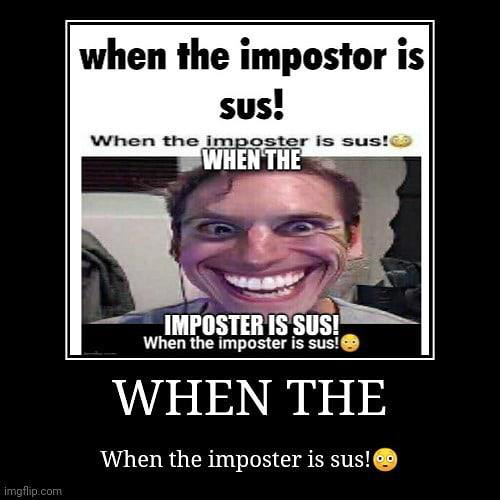 when the impostor is
sus!
When the imposter is sus!😳
WHEN THE
IMPOSTER IS SUS!
When the imposter is sus!😳
WHEN THE
When the imposter is sus!😳
imgflip.com